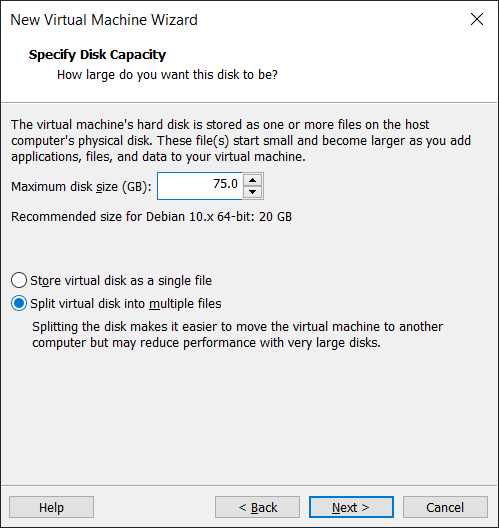 New Virtual Machine Wizard
Specify Disk Capacity
How large do you want this disk to be?
The virtual machine's hard disk is stored as one or more files on the host
computer's physical disk. These file(s) start small and become larger as you add
applications, files, and data to your virtual machine.
Maximum disk size (GB): 75.0
Recommended size for Debian 10.x 64-bit: 20 GB
Store virtual disk as a single file
Split virtual disk into multiple files
Splitting the disk makes it easier to move the virtual machine to another
computer but may reduce performance with very large disks.
Help < Back Next > Cancel